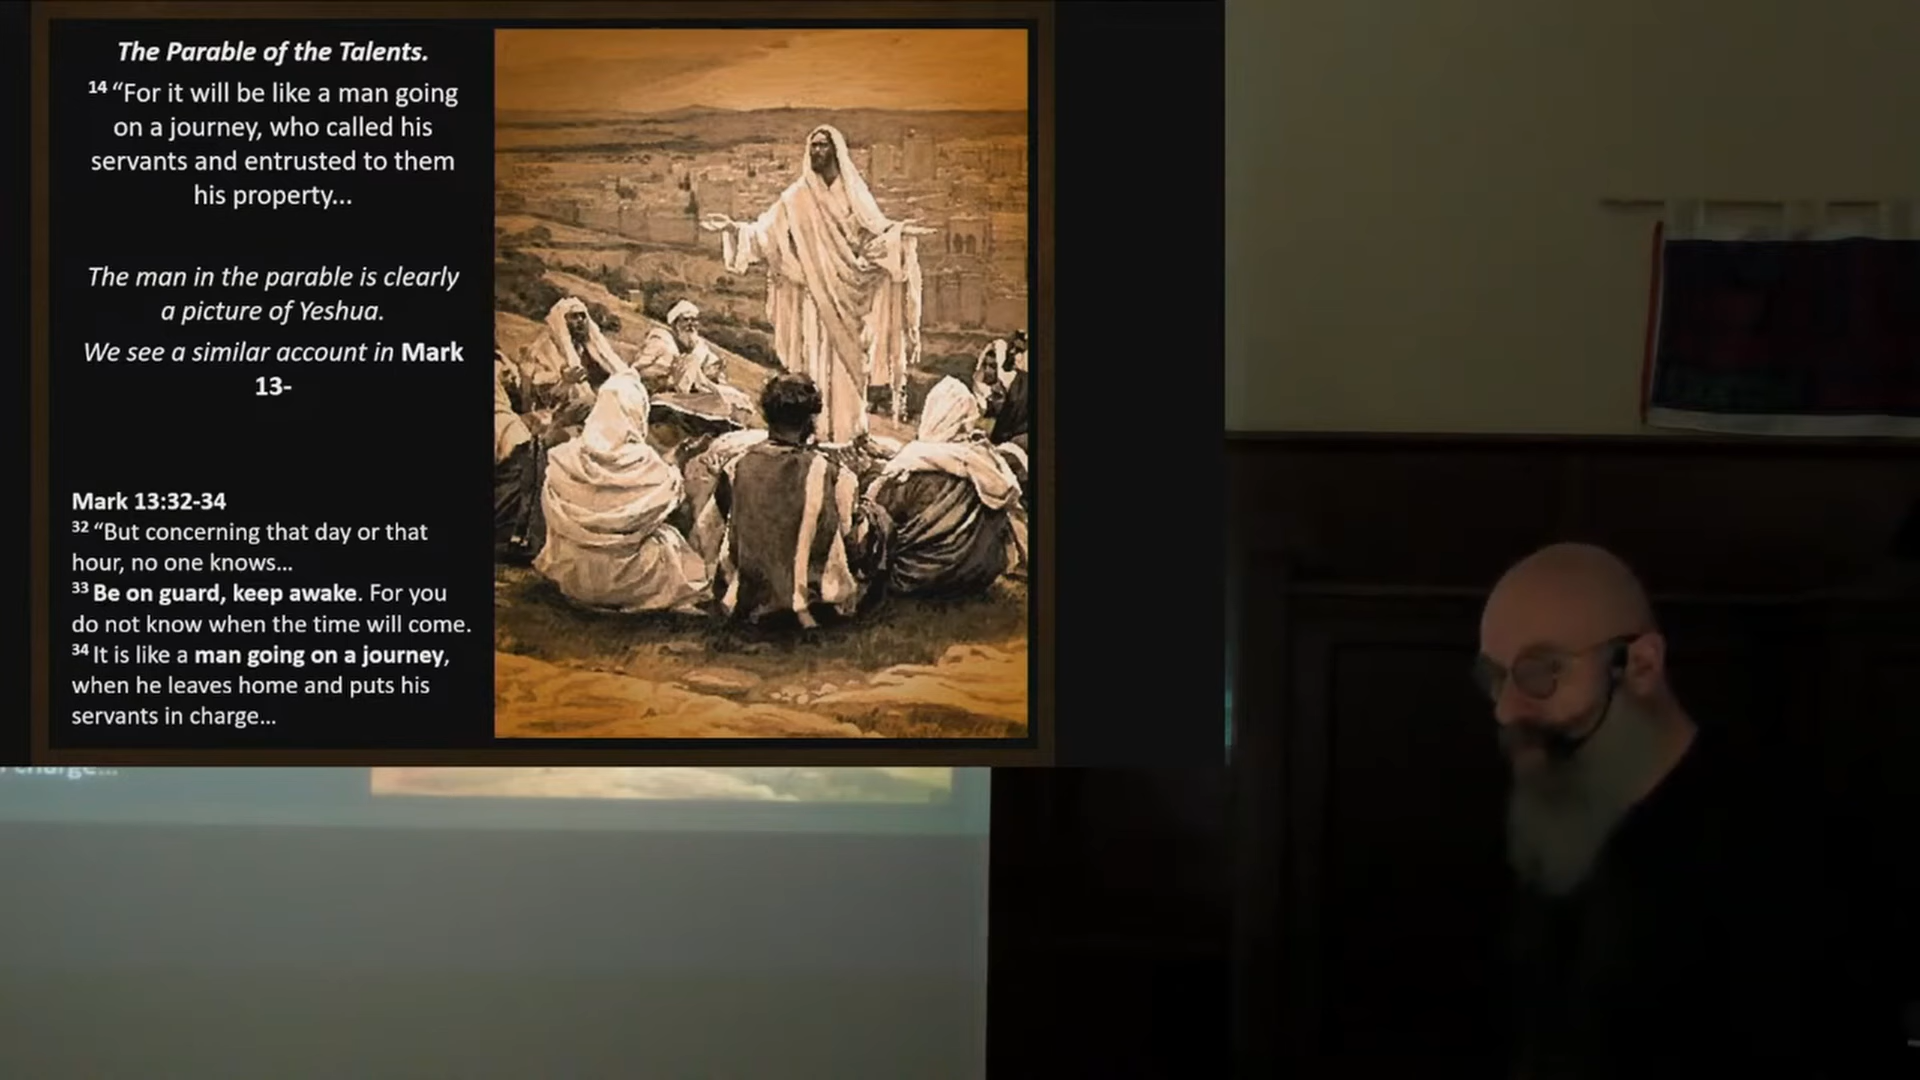 The Parable of the Talents.
14 “For it will be like a man going
on a journey, who called his
servants and entrusted to them
his property...
The man in the parable is clearly
a picture of Yeshua.
We see a similar account in Mark
13-
Mark 13:32-34
32 “But concerning that day or that
hour, no one knows...
33 Be on guard, keep awake. For you
do not know when the time will come.
34 It is like a man going on a journey,
when he leaves home and puts his
servants in charge...
charge...